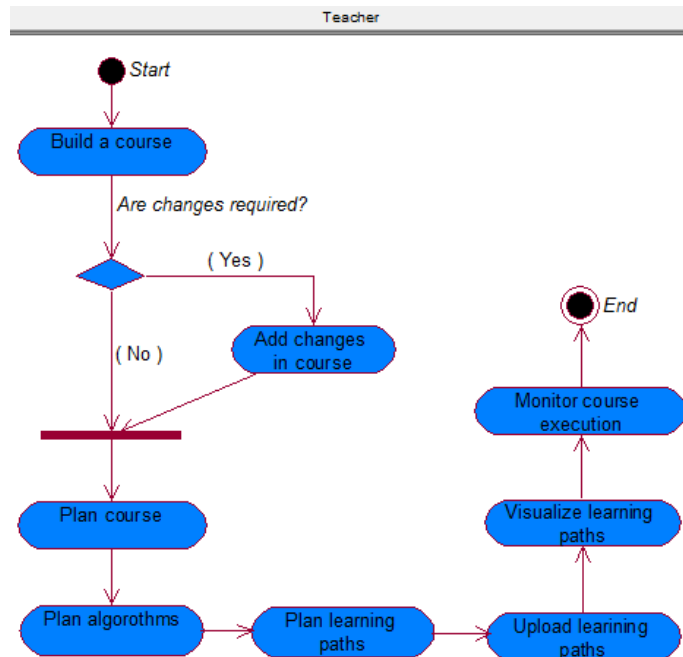 Teacher
Start
Build a course
Are changes required?
( Yes )
Add changes
in course
( No )
Plan course
Plan algorothms
Plan learning
paths
Upload learining
paths
Visualize learning
paths
Monitor course
execution
End